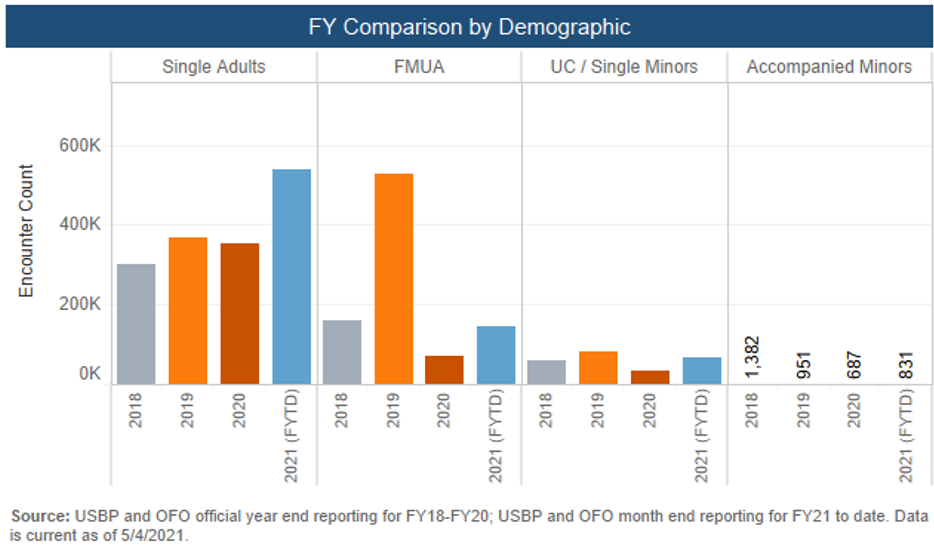 FY Comparison by Demographic
Single Adults
FMUA
UC / Single Minors
Accompanied Minors
Encounter Count
600K
400K
200K
0K
1,382
951
687
831
2018
2019
2020
2021 (FYTD)
2018
2019
2020
2021 (FYTD)
2018
2019
2020
2021 (FYTD)
2018
2019
2020
2021 (FYTD)
Source: USBP and OFO official year end reporting for FY18-FY20; USBP and OFO month end reporting for FY21 to date. Data
is current as of 5/4/2021.